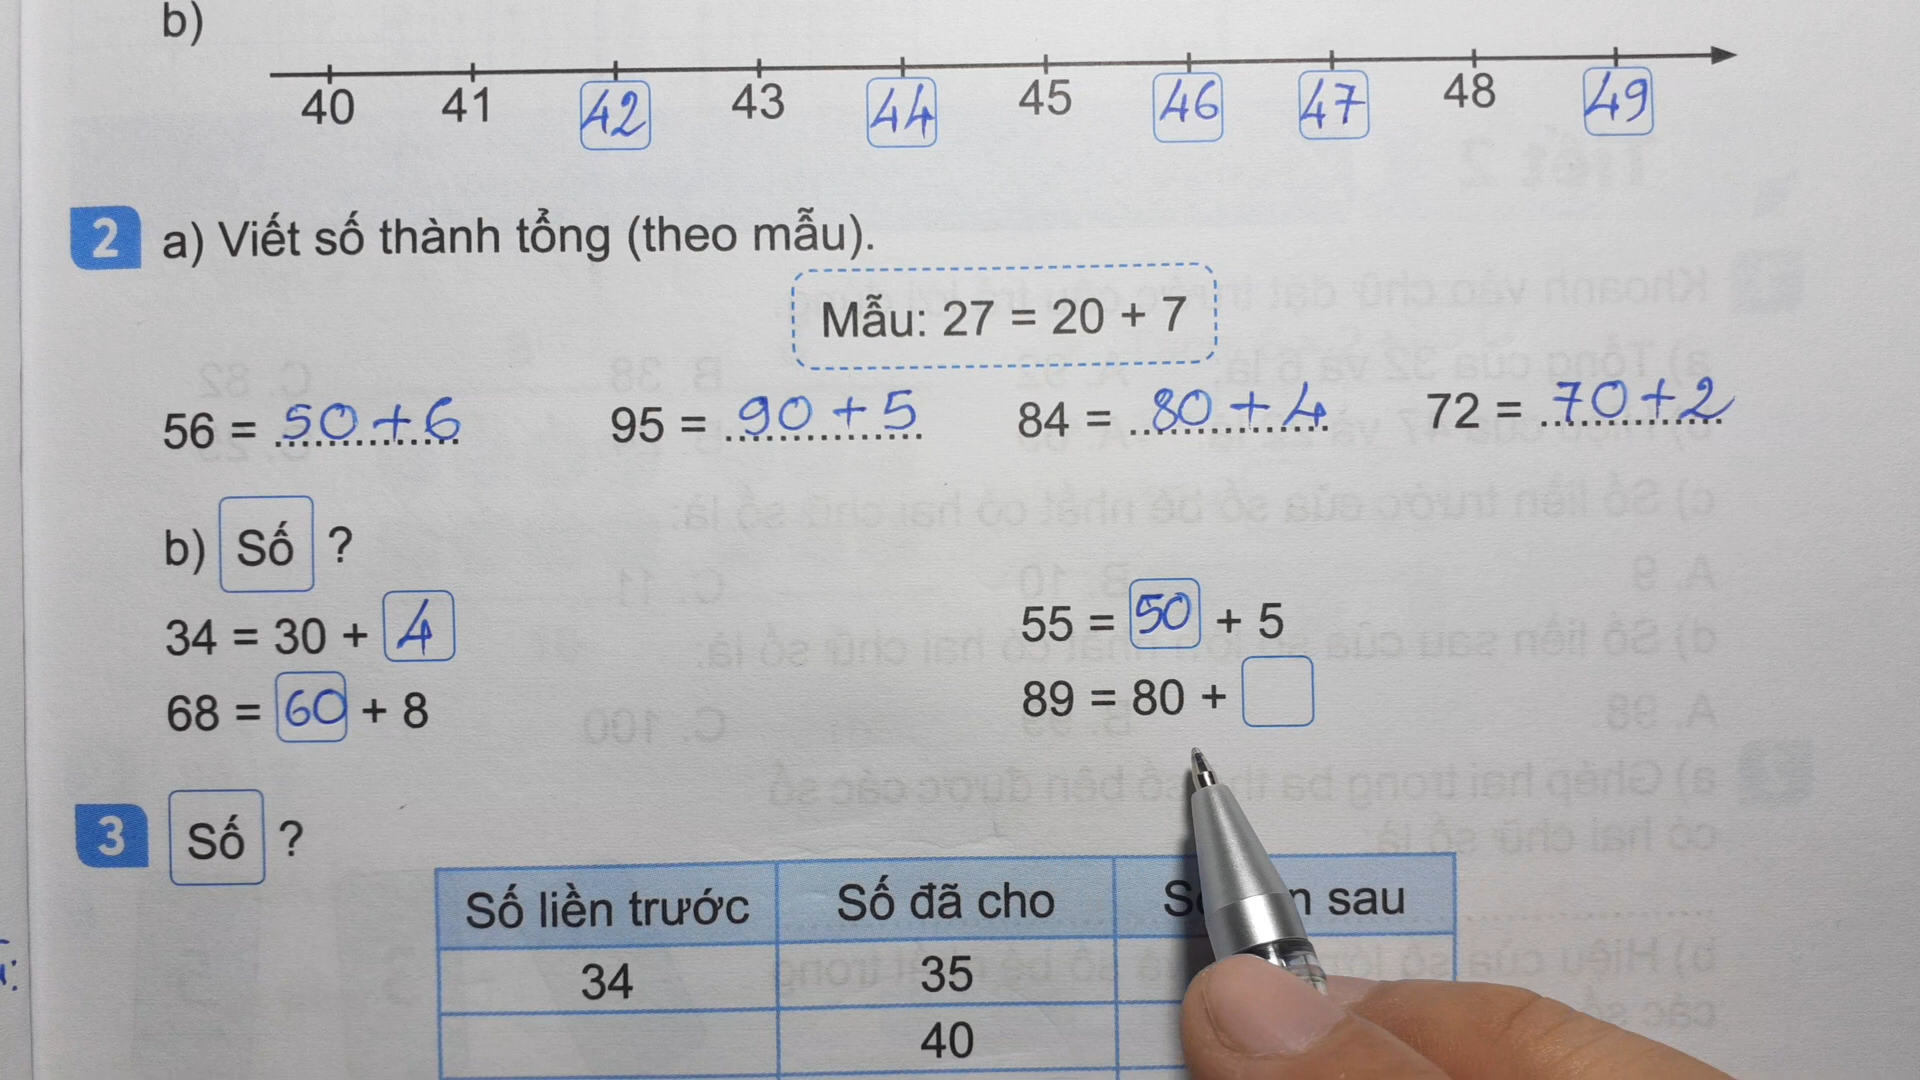 b)
40 41 42 43 44 45 46 47 48 49
2 a) Viết số thành tổng (theo mẫu).
Mẫu: 27 = 20 + 7
56 = 50 + 6 95 = 90 + 5 84 = 80 + 4 72 = 70 + 2
b) Số ?
34 = 30 + 4 55 = 50 + 5
68 = 60 + 8 89 = 80 +
3 Số ?
Số liền trước Số đã cho sau
34 35
40